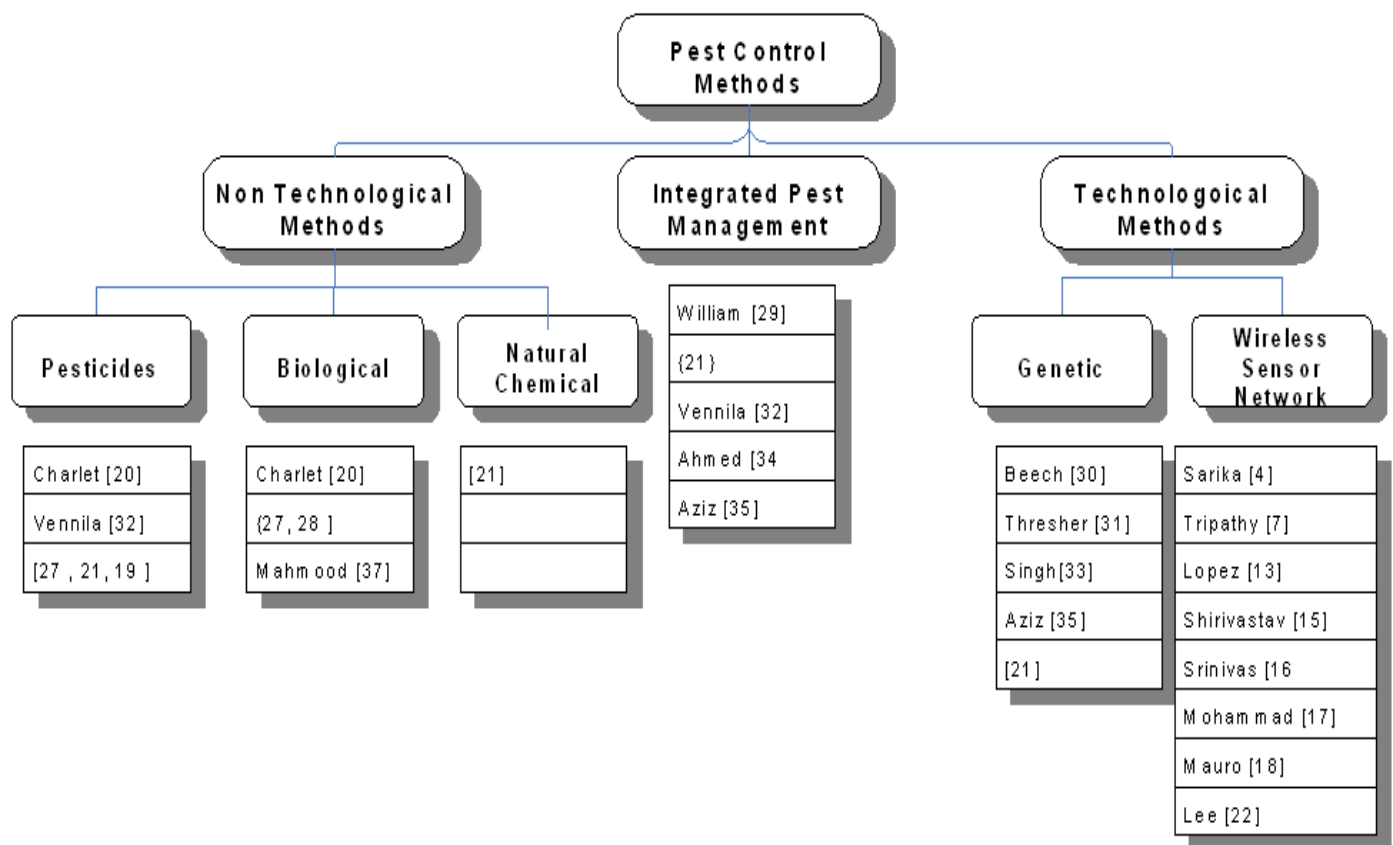 Pest Control
Methods
Non Technological
Methods
Integrated Pest
Management
Technologoical
Methods
Pesticides
Biological
Natural
Chemical
Genetic
Wireless
Sensor
Network
Charlet [20]
Vennila [32]
[27 , 21, 19 ]
Charlet [20]
{27, 28 ]
Mahmood [37]
[21]
William [29]
{21}
Vennila [32]
Ahmed [34
Aziz [35]
Beech [30]
Thresher [31]
Singh[33]
Aziz [35]
[21]
Sarika [4]
Tripathy [7]
Lopez [13]
Shirivastav [15]
Srinivas [16
Mohammad [17]
Mauro [18]
Lee [22]